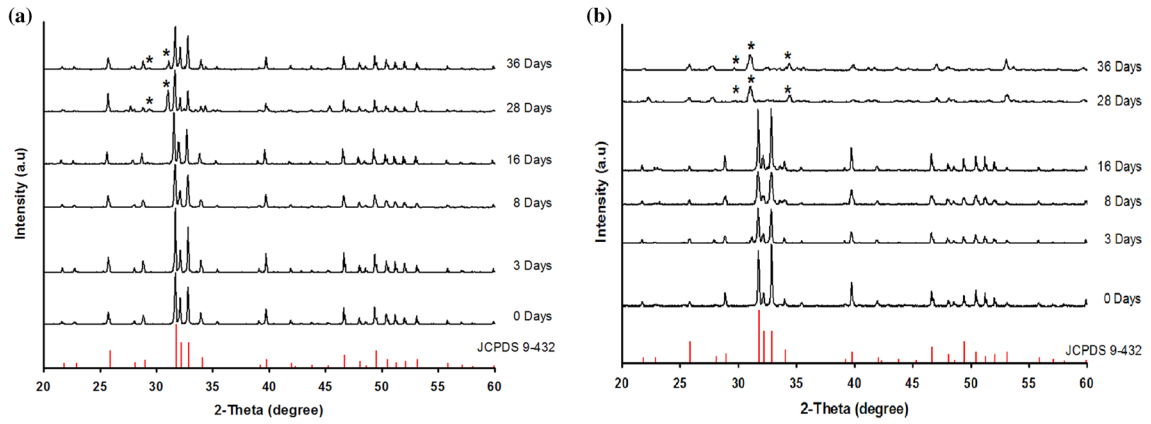 (a)
*
*
36 Days
*
*
28 Days
16 Days
8 Days
3 Days
0 Days
JCPDS 9-432
Intensity (a.u)
20 25 30 35 40 45 50 55 60
2-Theta (degree)
(b)
*
*
*
36 Days
*
*
*
28 Days
16 Days
8 Days
3 Days
0 Days
JCPDS 9-432
Intensity (a.u)
20 25 30 35 40 45 50 55 60
2-Theta (degree)